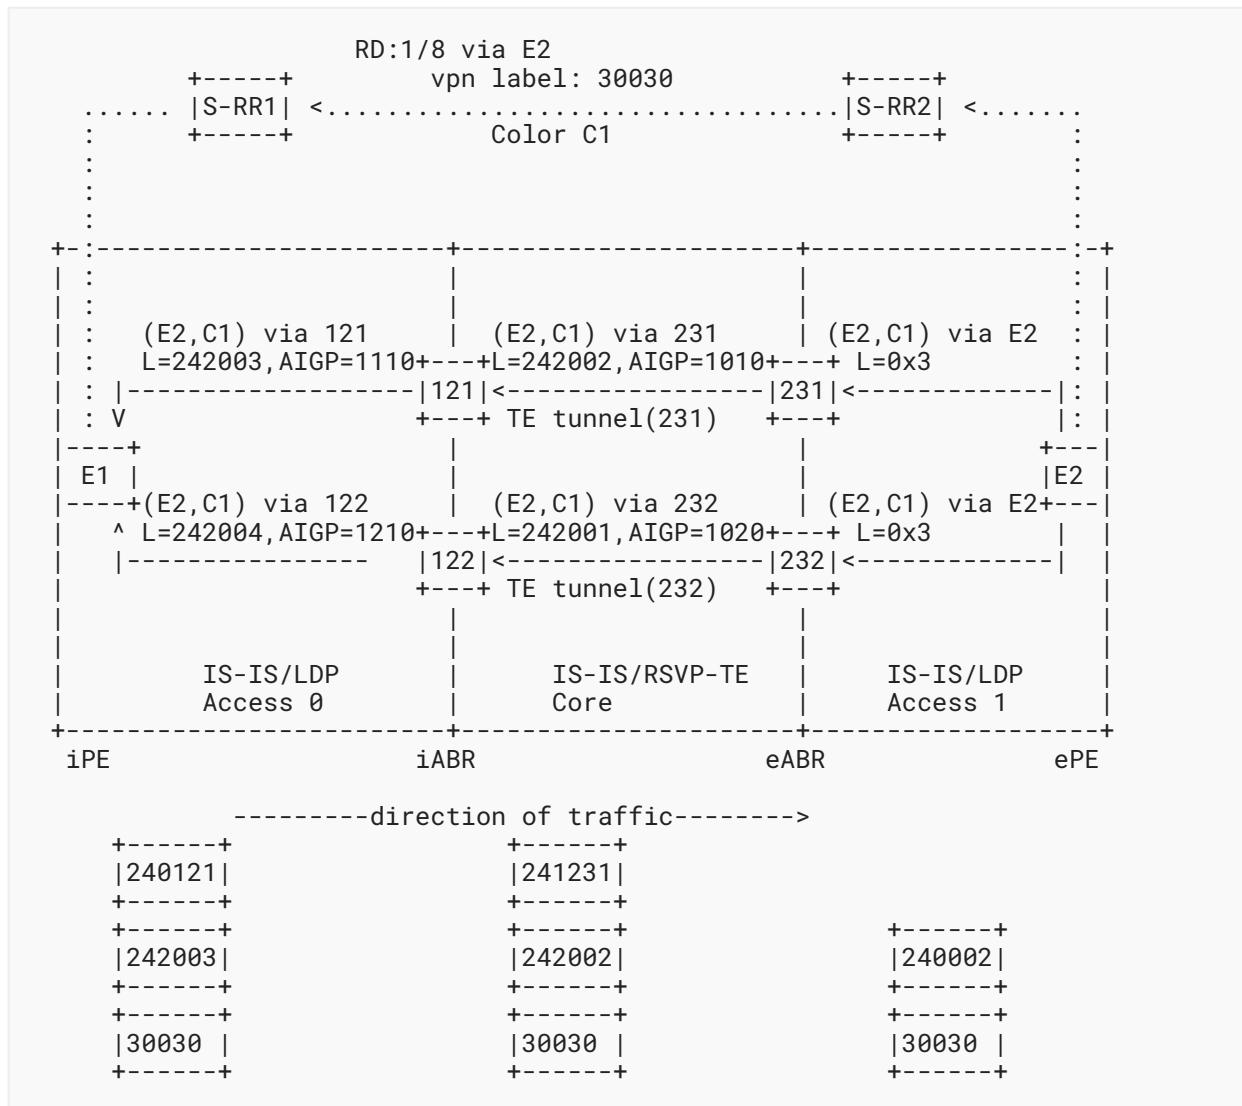 RD:1/8 via E2
           +-----+         vpn label: 30030           +-----+
    ...... |S-RR1| <..................................|S-RR2| <.......
    :      +-----+             Color C1               +-----+        :
    :                                                                :
    :                                                                :
    :                                                                :
  +-:-----------------------+----------------------+-----------------:-+
  | :                       |                      |                 : |
  | :                       |                      |                 : |
  | :   (E2,C1) via 121     |  (E2,C1) via 231     | (E2,C1) via E2  : |
  | :   L=242003,AIGP=1110+---+L=242002,AIGP=1010+---+ L=0x3         : |
  | : |-------------------|121|<-----------------|231|<-------------|: |
  | : V                   +---+ TE tunnel(231)   +---+              |: |
  |----+                    |                      |               +---|
  | E1 |                    |                      |               |E2 |
  |----+(E2,C1) via 122     |  (E2,C1) via 232     | (E2,C1) via E2+---|
  |   ^ L=242004,AIGP=1210+---+L=242001,AIGP=1020+---+ L=0x3        |  |
  |   |----------------   |122|<-----------------|232|<-------------|  |
  |                       +---+ TE tunnel(232)   +---+                 |
  |                         |                      |                   |
  |                         |                      |                   |
  |         IS-IS/LDP       |      IS-IS/RSVP-TE   |     IS-IS/LDP     |
  |         Access 0        |      Core            |     Access 1      |
  +-------------------------+----------------------+-------------------+
   iPE                    iABR                   eABR               ePE

              ---------direction of traffic-------->
      +------+                  +------+
      |240121|                  |241231|
      +------+                  +------+
      +------+                  +------+                 +------+
      |242003|                  |242002|                 |240002|
      +------+                  +------+                 +------+
      +------+                  +------+                 +------+
      |30030 |                  |30030 |                 |30030 |
      +------+                  +------+                 +------+